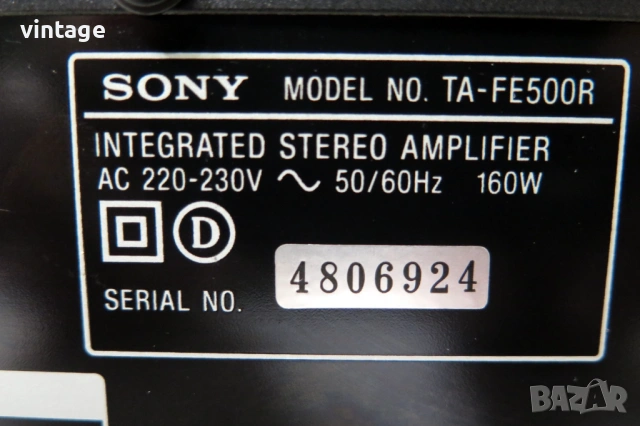 vintage
SONY MODEL NO. TA-FE500R
INTEGRATED STEREO AMPLIFIER
AC 220-230V ~ 50/60Hz 160W
D
SERIAL NO. 4806924
BAZAR